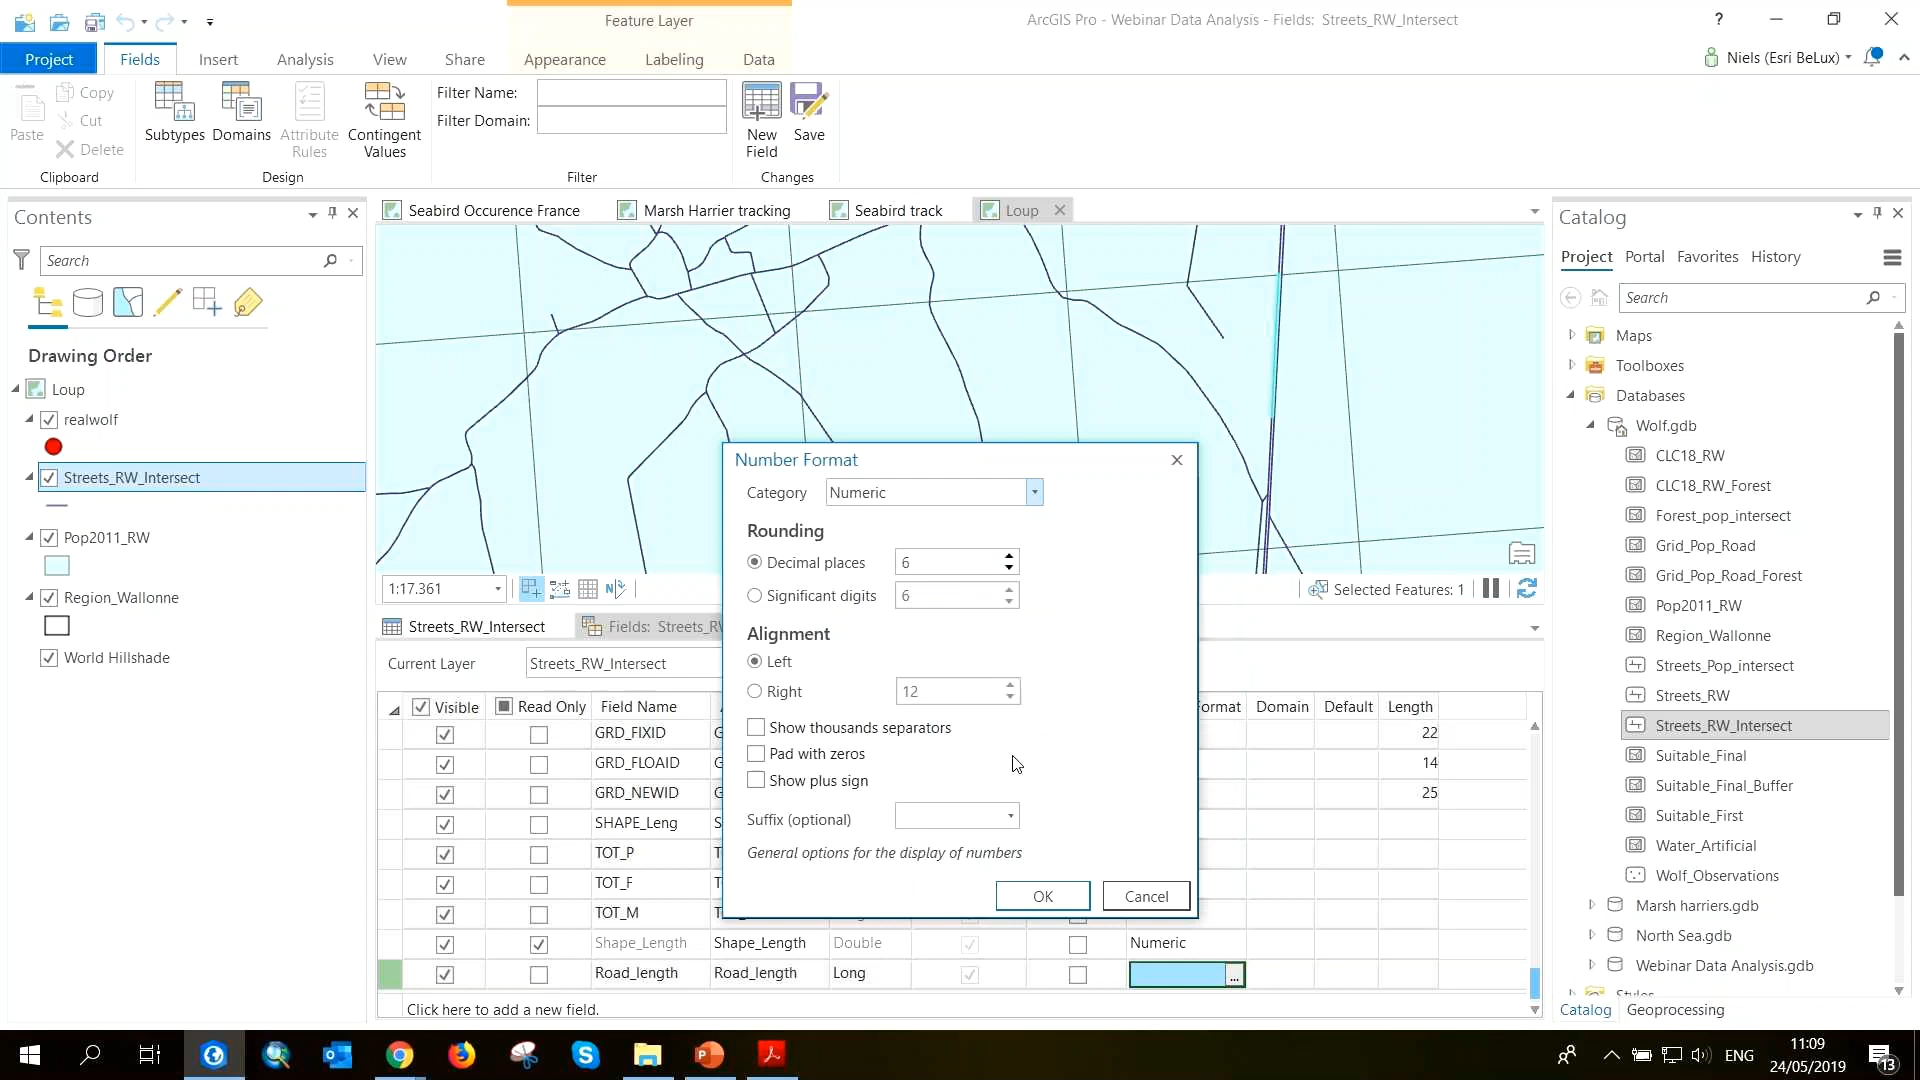 Feature Layer
ArcGIS Pro - Webinar Data Analysis - Fields: Streets_RW_Intersect
?
Project Fields Insert Analysis View Share Appearance Labeling Data
Niels (Esri BeLux)
Paste
Copy
Cut
Delete
Clipboard
Subtypes
Domains
Attribute Rules
Contingent Values
Design
Filter Name:
Filter Domain:
Filter
New Field
Save
Changes
Contents
Search
Drawing Order
Loup
realwolf
Streets_RW_Intersect
Pop2011_RW
Region_Wallonne
World Hillshade
Seabird Occurence France
Marsh Harrier tracking
Seabird track
Loup
1:17.361
Selected Features: 1
Streets_RW_Intersect
Fields:
Current Layer
Streets_RW_Intersect
Visible Read Only Field Name Domain Default Length
GRD_FIXID 22
GRD_FLOAID 14
GRD_NEWID 25
SHAPE_Leng
TOT_P
TOT_F
TOT_M
Shape_Length Shape_Length Double Numeric
Road_length Road_length Long ...
Click here to add a new field.
Number Format
Category Numeric
Rounding
Decimal places 6
Significant digits 6
Alignment
Left
Right 12
Show thousands separators
Pad with zeros
Show plus sign
Suffix (optional)
General options for the display of numbers
OK Cancel
Catalog
Project Portal Favorites History
Search
Maps
Toolboxes
Databases
Wolf.gdb
CLC18_RW
CLC18_RW_Forest
Forest_pop_intersect
Grid_Pop_Road
Grid_Pop_Road_Forest
Pop2011_RW
Region_Wallonne
Streets_Pop_intersect
Streets_RW
Streets_RW_Intersect
Suitable_Final
Suitable_Final_Buffer
Suitable_First
Water_Artificial
Wolf_Observations
Marsh harriers.gdb
North Sea.gdb
Webinar Data Analysis.gdb
Catalog Geoprocessing
ENG
11:09
24/05/2019
13